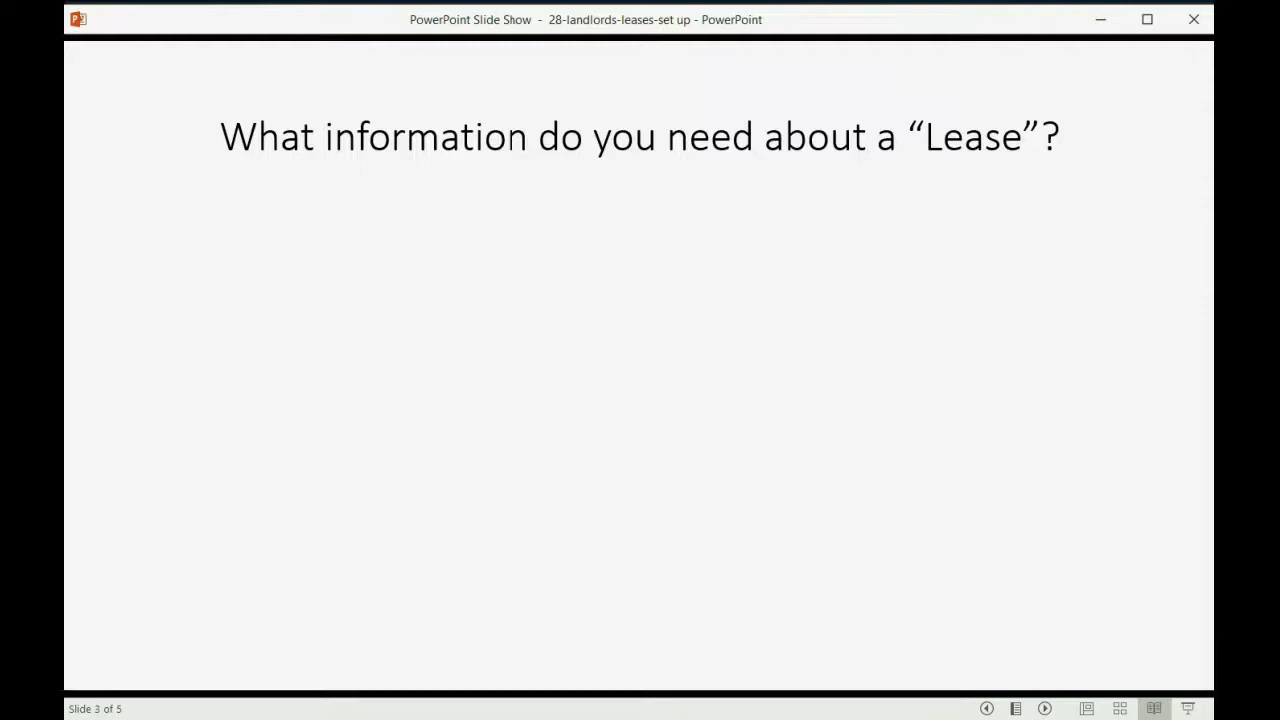 PowerPoint Slide Show - 28-landlords-leases-set up - PowerPoint
What information do you need about a “Lease”?
Slide 3 of 5